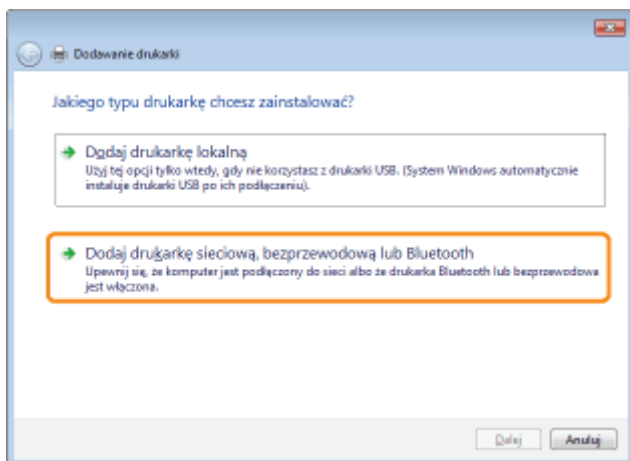 Dodawanie drukarki
Jakiego typu drukarkę chcesz zainstalować?
Dodaj drukarkę lokalną
Użyj tej opcji tylko wtedy, gdy nie korzystasz z drukarki USB. (System Windows automatycznie
instaluje drukarki USB po ich podłączeniu).
Dodaj drukarkę sieciową, bezprzewodową lub Bluetooth
Upewnij się, że komputer jest podłączony do sieci albo że drukarka Bluetooth lub bezprzewodowa
jest włączona.
Dalej
Anuluj